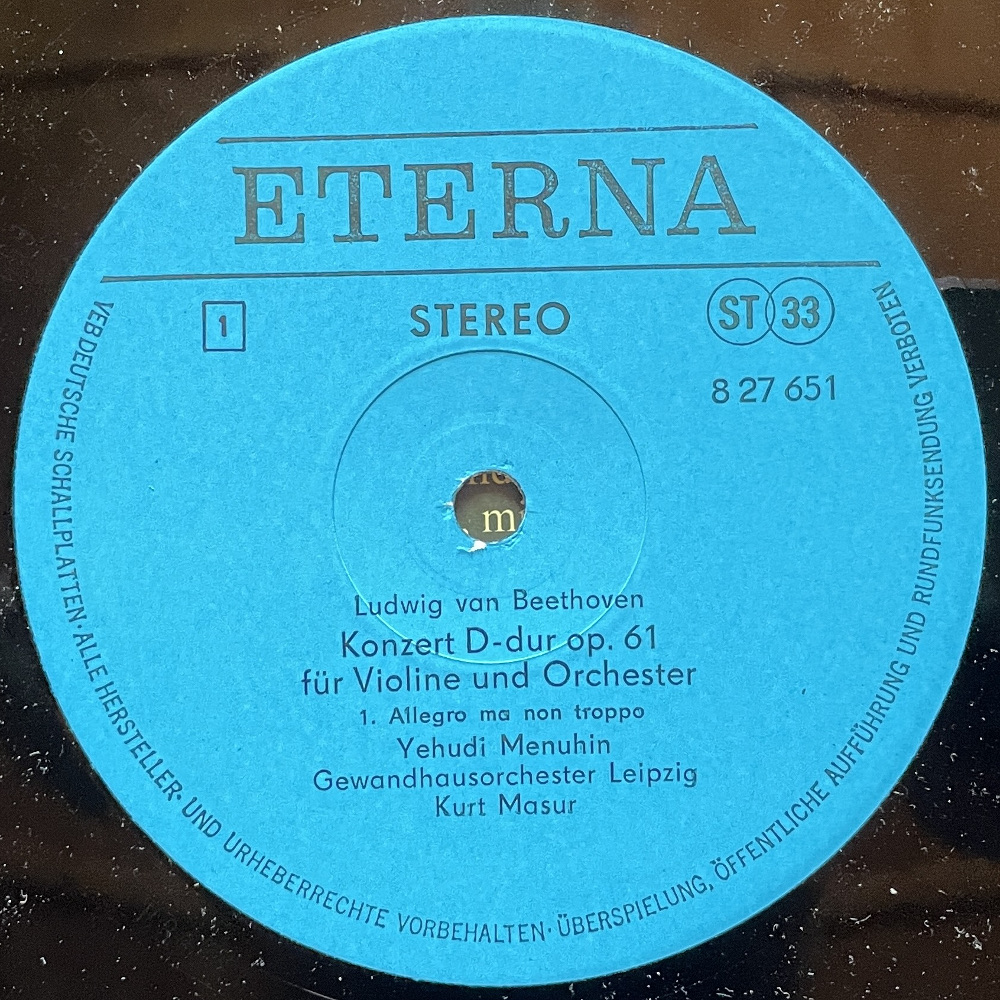 ETERNA
1
STEREO
ST 33
8 27 651
Ludwig van Beethoven
Konzert D-dur op. 61
für Violine und Orchester
1. Allegro ma non troppo
Yehudi Menuhin
Gewandhausorchester Leipzig
Kurt Masur
VEB DEUTSCHE SCHALLPLATTEN · ALLE HERSTELLER- UND URHEBERRECHTE VORBEHALTEN · ÜBERSPIELUNG, ÖFFENTLICHE AUFFÜHRUNG UND RUNDFUNKSENDUNG VERBOTEN